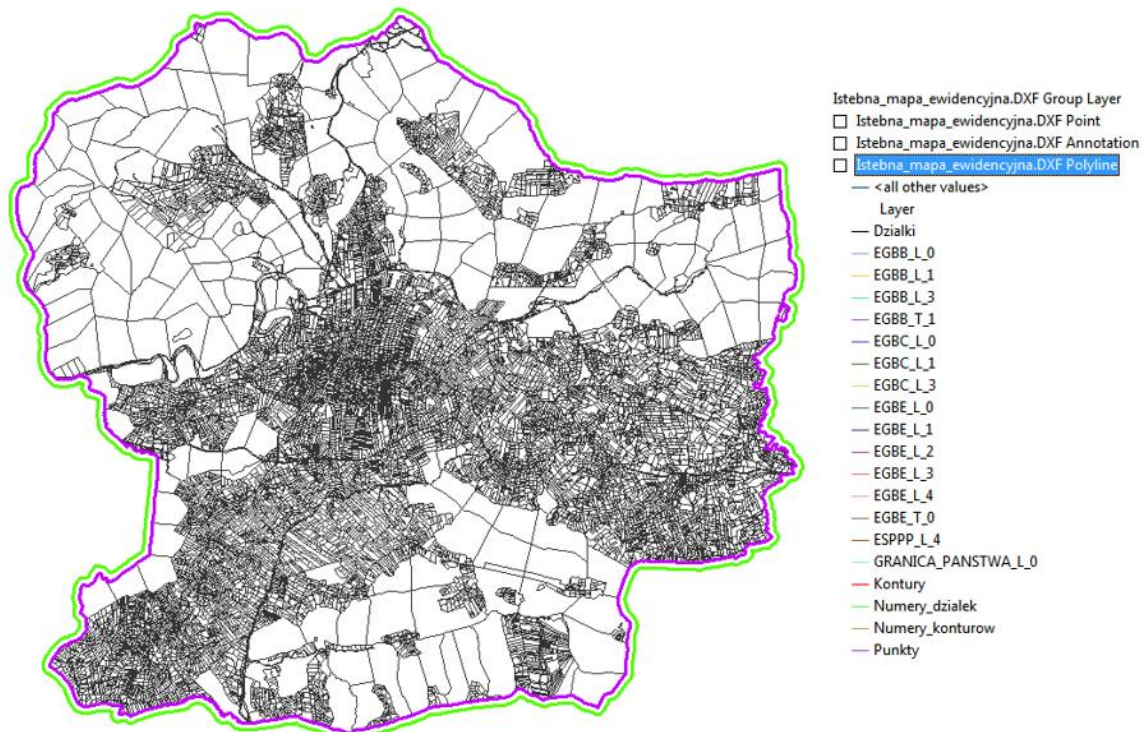 Istebna_mapa_ewidencyjna.DXF Group Layer
Istebna_mapa_ewidencyjna.DXF Point
Istebna_mapa_ewidencyjna.DXF Annotation
Istebna_mapa_ewidencyjna.DXF Polyline
<all other values>
Layer
Dzialki
EGBB_L_0
EGBB_L_1
EGBB_L_3
EGBB_T_1
EGBC_L_0
EGBC_L_1
EGBC_L_3
EGBE_L_0
EGBE_L_1
EGBE_L_2
EGBE_L_3
EGBE_L_4
EGBE_T_0
ESPPP_L_4
GRANICA_PANSTWA_L_0
Kontury
Numery_dzialek
Numery_konturow
Punkty